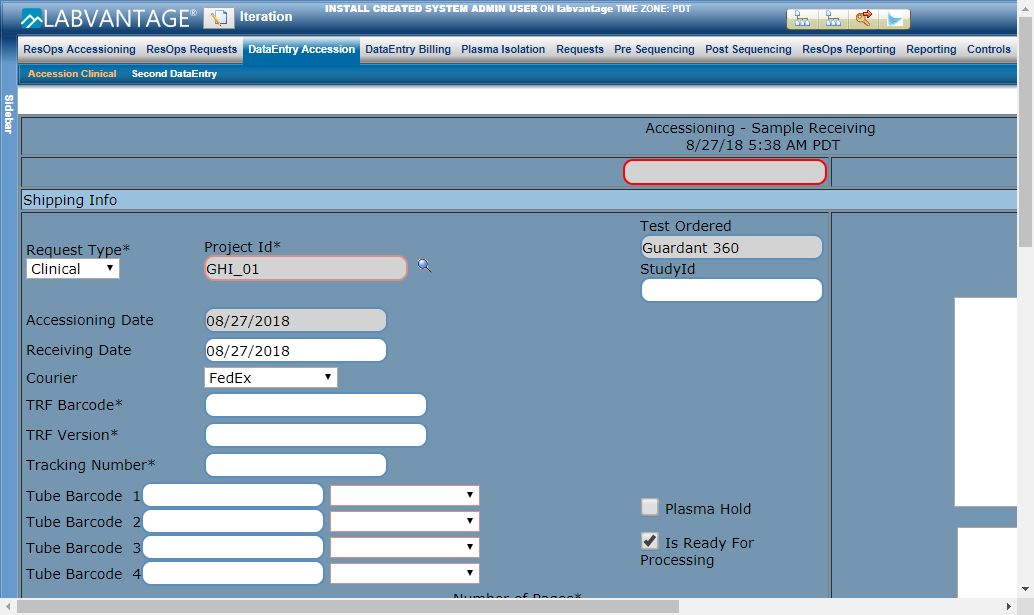 INSTALL CREATED SYSTEM ADMIN USER ON labvantage TIME ZONE: PDT
LABVANTAGE® Iteration
ResOps Accessioning ResOps Requests DataEntry Accession DataEntry Billing Plasma Isolation Requests Pre Sequencing Post Sequencing ResOps Reporting Reporting Controls
Accession Clinical Second DataEntry
Sidebar
Accessioning - Sample Receiving
8/27/18 5:38 AM PDT
Shipping Info
Test Ordered
Request Type* Project Id* Guardant 360
Clinical GHI_01 StudyId
Accessioning Date 08/27/2018
Receiving Date 08/27/2018
Courier FedEx
TRF Barcode*
TRF Version*
Tracking Number*
Tube Barcode 1
Tube Barcode 2 Plasma Hold
Tube Barcode 3 Is Ready For
Processing
Tube Barcode 4
Number of Pages*